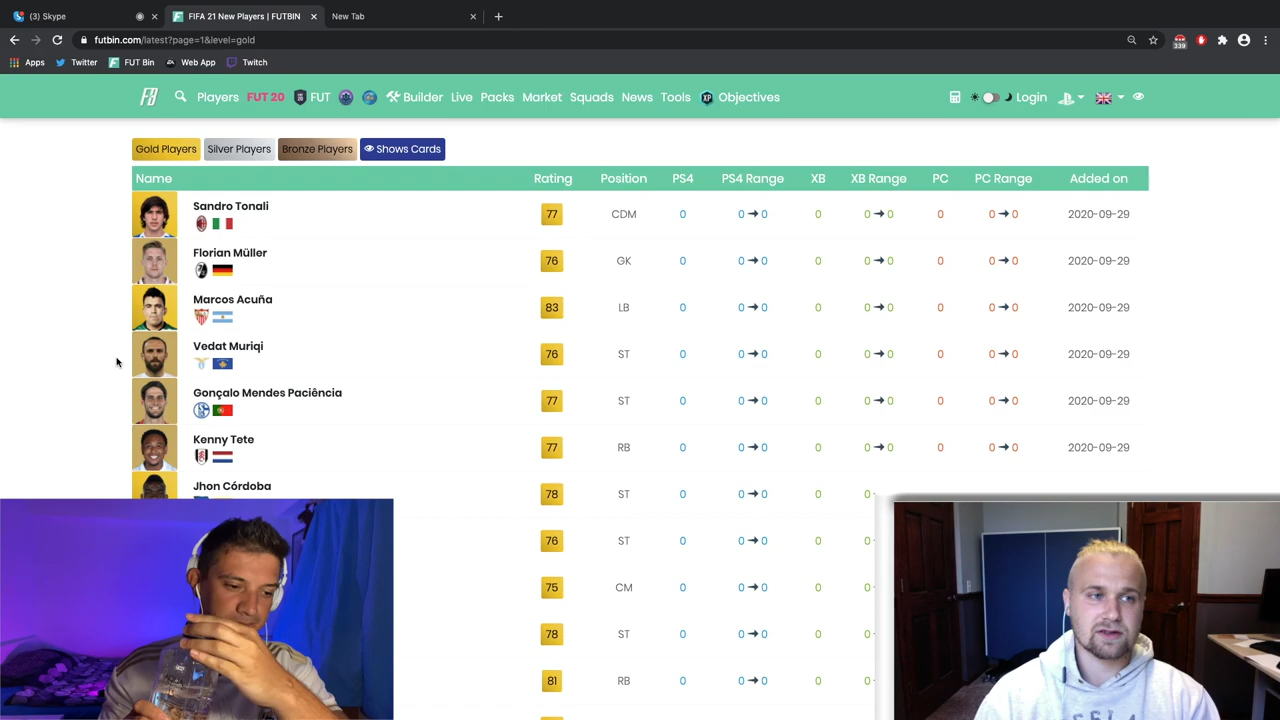 (3) Skype
FIFA 21 New Players | FUTBIN
New Tab
futbin.com/latest?page=1&level=gold
339
Apps Twitter FUT Bin Web App Twitch
Players FUT 20 FUT Builder Live Packs Market Squads News Tools XP Objectives Login
Gold Players Silver Players Bronze Players Shows Cards
Name Rating Position PS4 PS4 Range XB XB Range PC PC Range Added on
Sandro Tonali 77 CDM 0 0 ➔ 0 0 0 ➔ 0 0 0 ➔ 0 2020-09-29
Florian Müller 76 GK 0 0 ➔ 0 0 0 ➔ 0 0 0 ➔ 0 2020-09-29
Marcos Acuña 83 LB 0 0 ➔ 0 0 0 ➔ 0 0 0 ➔ 0 2020-09-29
Vedat Muriqi 76 ST 0 0 ➔ 0 0 0 ➔ 0 0 0 ➔ 0 2020-09-29
Gonçalo Mendes Paciência 77 ST 0 0 ➔ 0 0 0 ➔ 0 0 0 ➔ 0 2020-09-29
Kenny Tete 77 RB 0 0 ➔ 0 0 0 ➔ 0 0 0 ➔ 0 2020-09-29
Jhon Córdoba 78 ST 0 0 ➔ 0 0 0
76 ST 0 0 ➔ 0 0 0
75 CM 0 0 ➔ 0 0 0
78 ST 0 0 ➔ 0 0 0
81 RB 0 0 ➔ 0 0 0